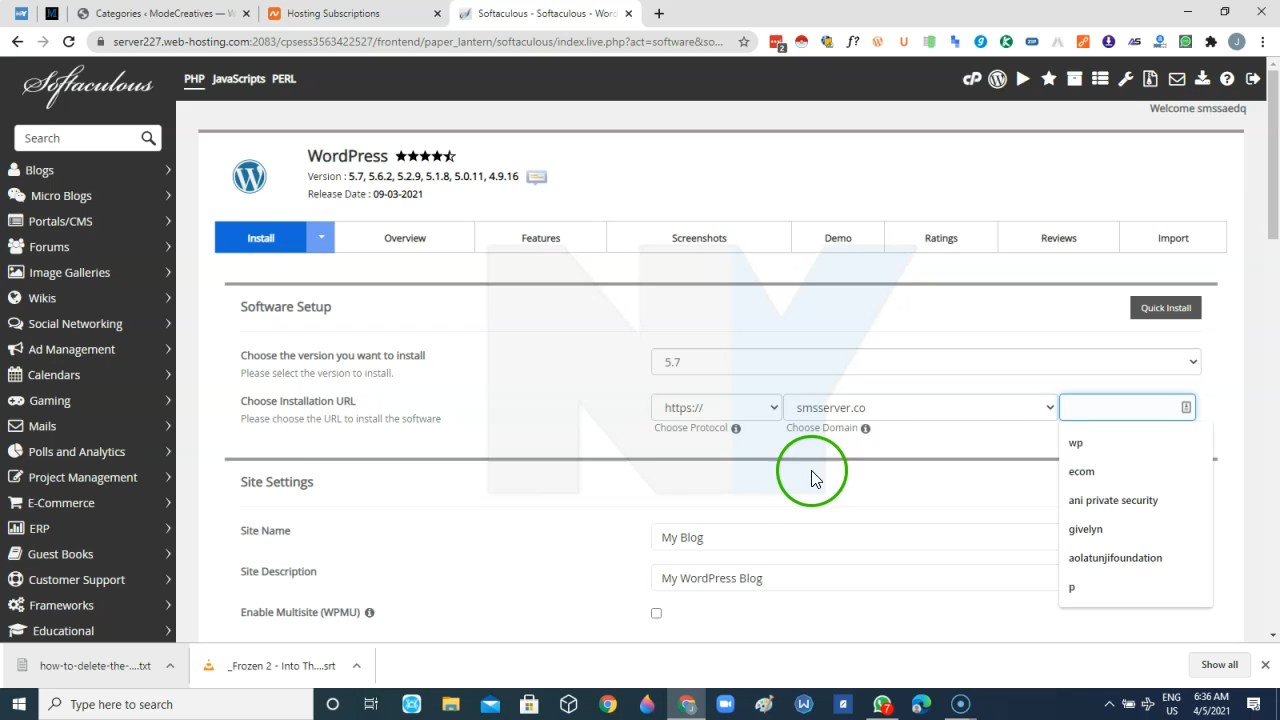 Categories ‹ ModeCreatives — W
Hosting Subscriptions
Softaculous - Softaculous - Wor
server227.web-hosting.com:2083/cpsess3563422527/frontend/paper_lantern/softaculous/index.live.php?act=software&so...
2
f?
U
AS
J
Softaculous
PHP JavaScripts PERL
cP
Welcome smssaedq
Search
Blogs
Micro Blogs
Portals/CMS
Forums
Image Galleries
Wikis
Social Networking
Ad Management
Calendars
Gaming
Mails
Polls and Analytics
Project Management
E-Commerce
ERP
Guest Books
Customer Support
Frameworks
Educational
WordPress
Version : 5.7, 5.6.2, 5.2.9, 5.1.8, 5.0.11, 4.9.16
Release Date : 09-03-2021
Install
Overview
Features
Screenshots
Demo
Ratings
Reviews
Import
NY
Software Setup
Quick Install
Choose the version you want to install
Please select the version to install.
5.7
Choose Installation URL
Please choose the URL to install the software
https://
smsserver.co
Choose Protocol
Choose Domain
wp
ecom
ani private security
givelyn
aolatunjifoundation
p
Site Settings
Site Name
My Blog
Site Description
My WordPress Blog
Enable Multisite (WPMU)
how-to-delete-the-....txt
_Frozen 2 - Into Th....srt
Show all
Type here to search
7
ENG
US
6:36 AM
4/5/2021